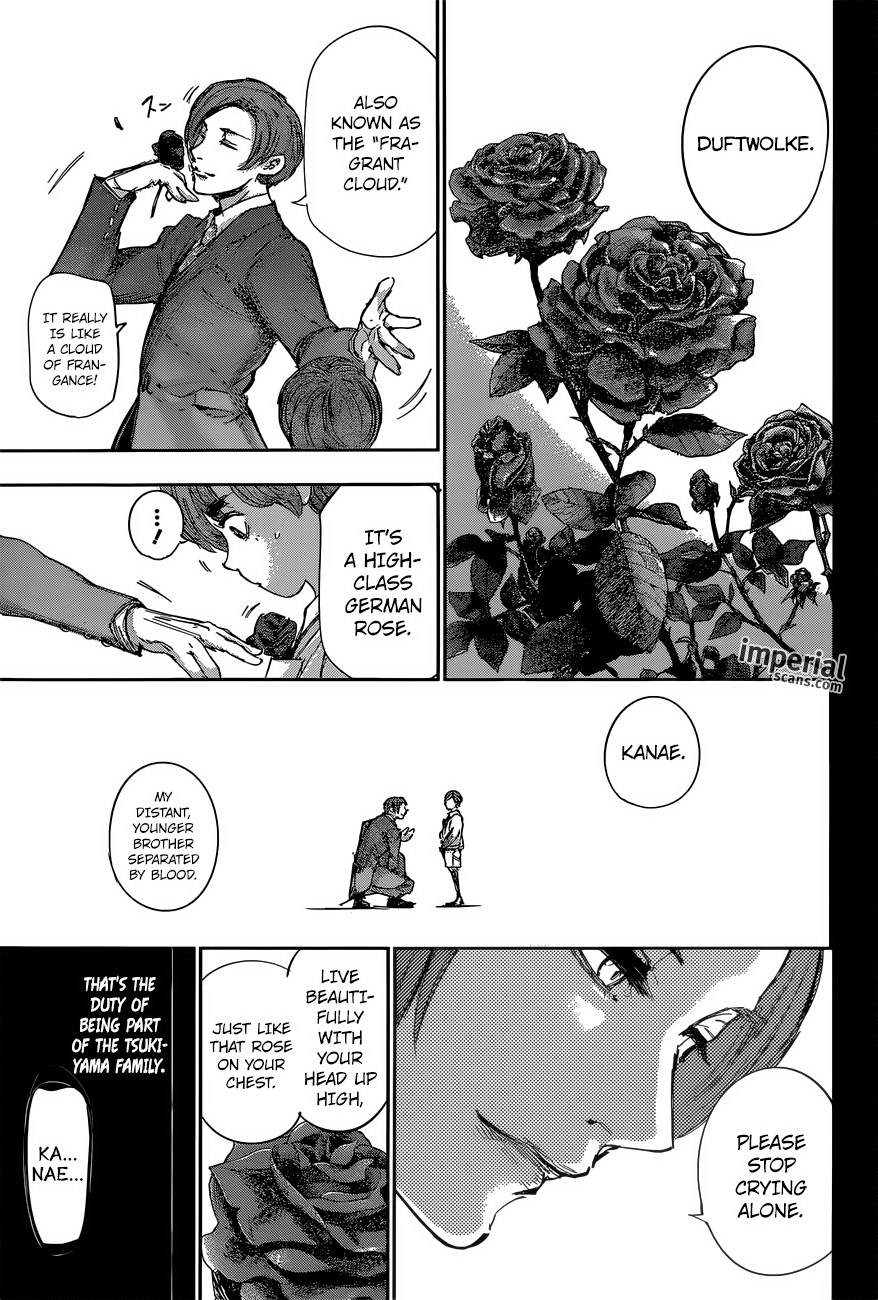 DUFTWOLKE.
ALSO
KNOWN AS
THE "FRA-
GRANT
CLOUD."
スン
IT REALLY
IS LIKE
A CLOUD
OF FRAN-
GANCE!
IT'S
A HIGH-
CLASS
GERMAN
ROSE.
...!
imperial
scans.com
KANAE.
MY
DISTANT,
YOUNGER
BROTHER
SEPARATED
BY BLOOD.
PLEASE
STOP
CRYING
ALONE.
LIVE
BEAUTI-
FULLY
WITH
YOUR
HEAD UP
HIGH,
JUST LIKE
THAT ROSE
ON YOUR
CHEST.
THAT'S THE
DUTY OF
BEING PART
OF THE TSUKI-
YAMA FAMILY.
KA...
NAE...